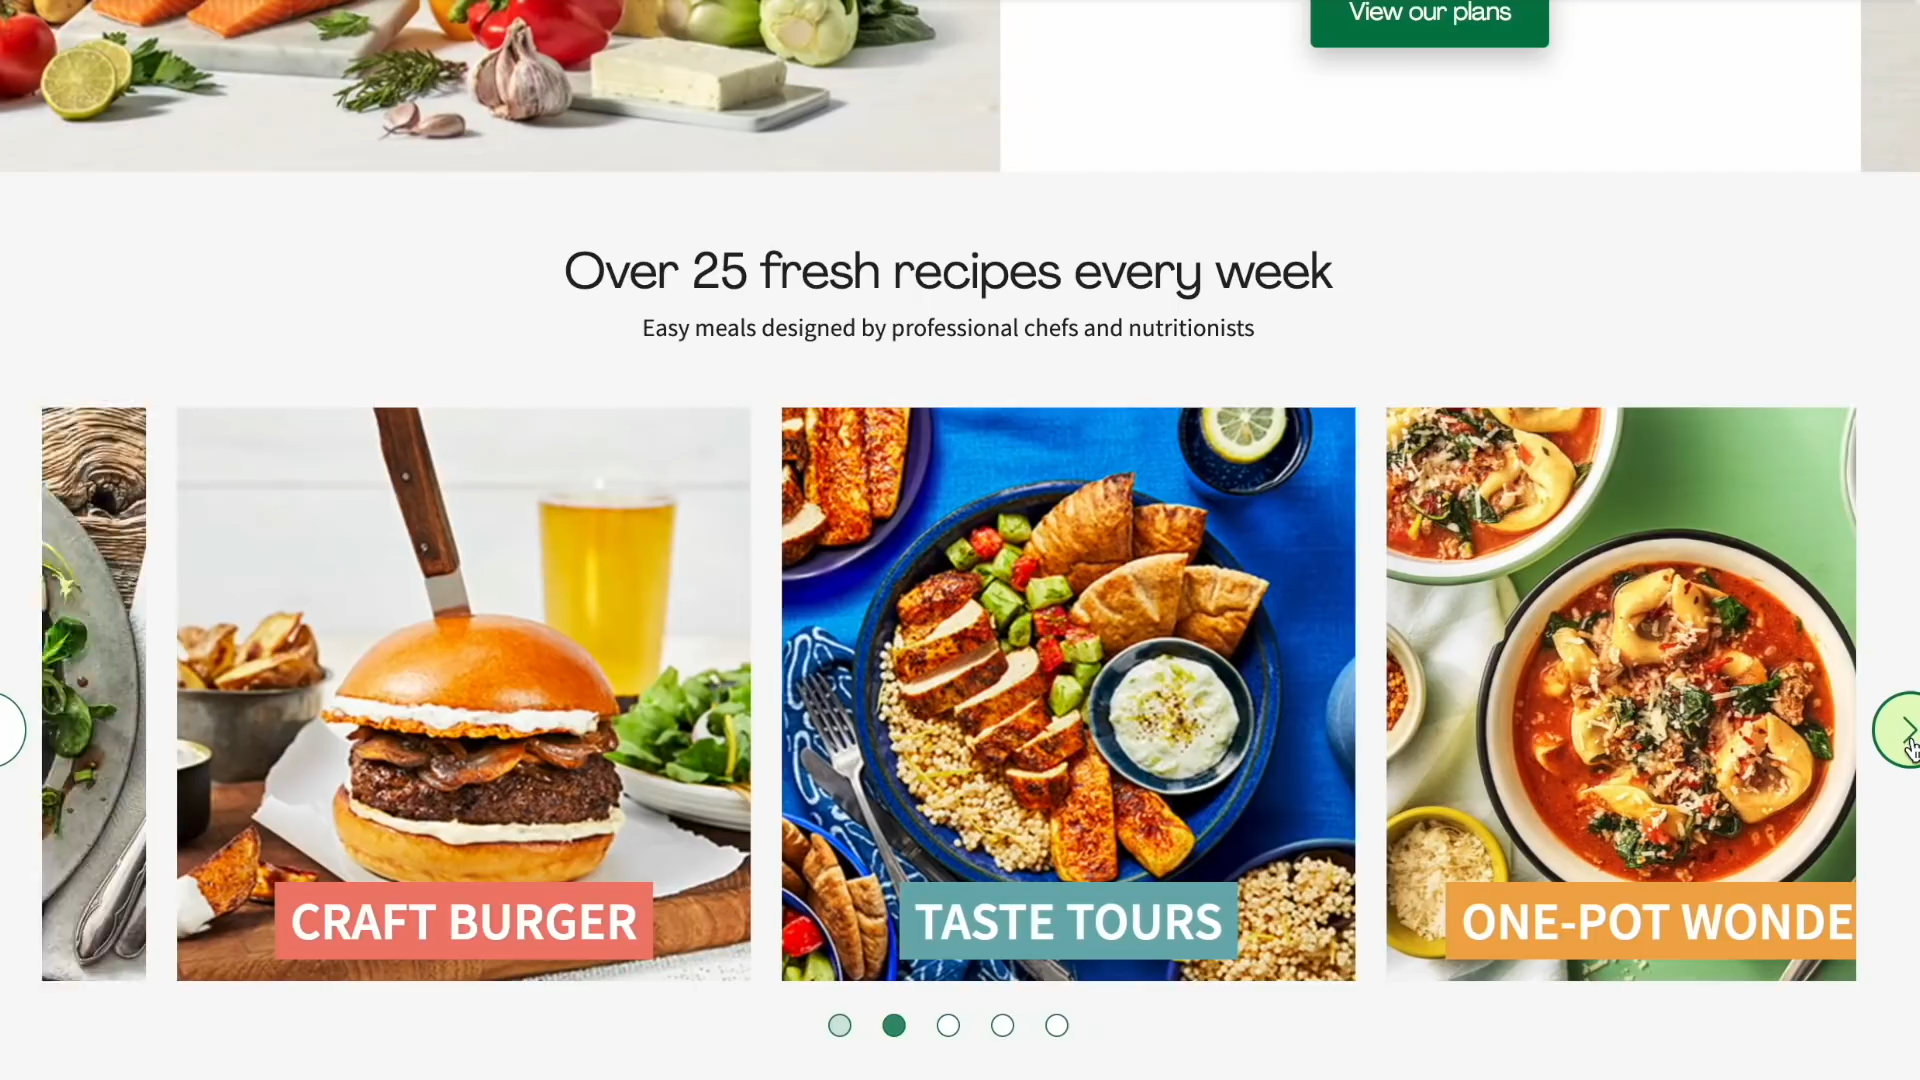 View our plans
Over 25 fresh recipes every week
Easy meals designed by professional chefs and nutritionists
CRAFT BURGER
TASTE TOURS
ONE-POT WONDE